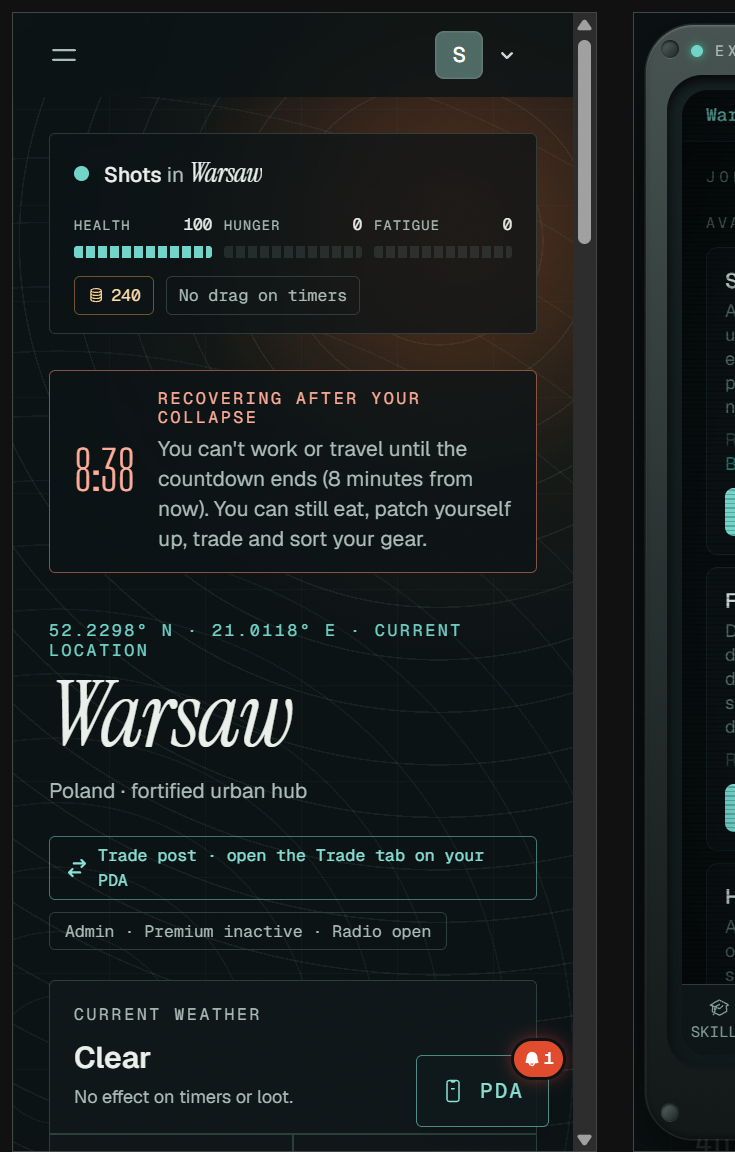 S
Shots in Warsaw
HEALTH 100 HUNGER 0 FATIGUE 0
240 No drag on timers
RECOVERING AFTER YOUR
COLLAPSE
8:38
You can't work or travel until the
countdown ends (8 minutes from
now). You can still eat, patch yourself
up, trade and sort your gear.
52.2298° N · 21.0118° E · CURRENT
LOCATION
Warsaw
Poland · fortified urban hub
Trade post · open the Trade tab on your
PDA
Admin · Premium inactive · Radio open
CURRENT WEATHER
Clear
No effect on timers or loot.
1
PDA
EX
War
JOU
AVA
S
A
u
e
p
n
R
B
F
D
d
d
s
d
R
H
A
o
s
SKILL